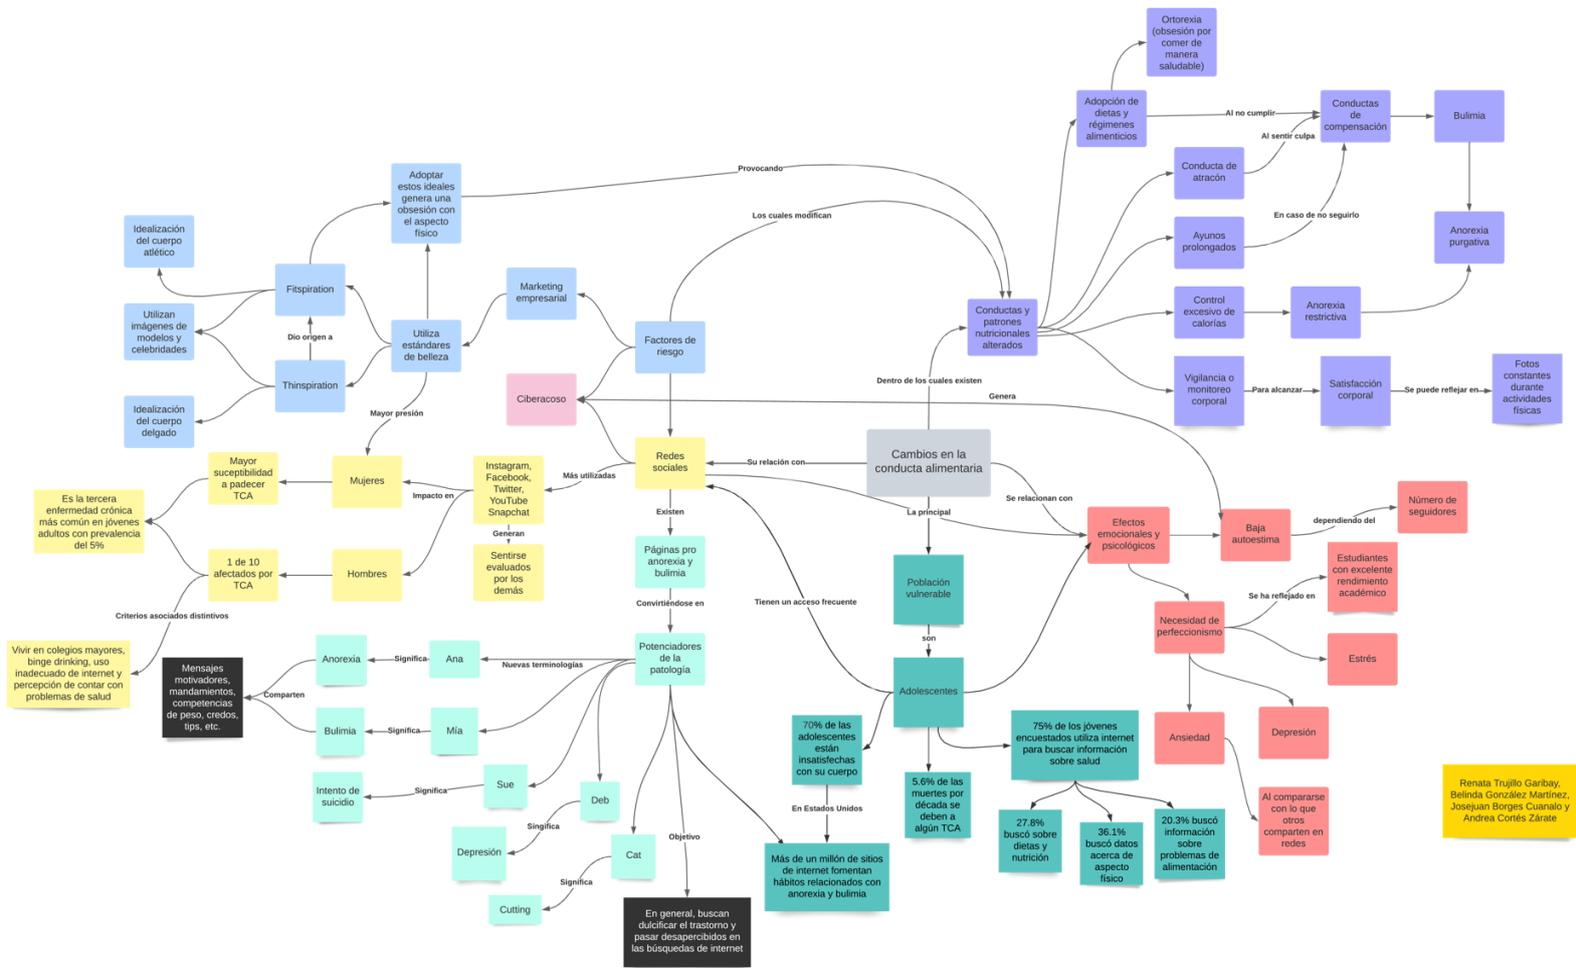 Ortorexia
(obsesión por
comer de
manera
saludable)
Adopción de
dietas y
régimenes
alimenticios
Al no cumplir
Conductas
de
compensación
Bulimia
Al sentir culpa
Conducta de
atracón
En caso de no seguirlo
Ayunos
prolongados
Anorexia
purgativa
Control
excesivo de
calorías
Anorexia
restrictiva
Vigilancia o
monitoreo
corporal
Para alcanzar
Satisfacción
corporal
Se puede reflejar en
Fotos
constantes
durante
actividades
físicas
Conductas y
patrones
nutricionales
alterados
Provocando
Los cuales modifican
Dentro de los cuales existen
Adoptar
estos ideales
genera una
obsesión con
el aspecto
físico
Idealización
del cuerpo
atlético
Fitspiration
Utilizan
imágenes de
modelos y
celebridades
Dio origen a
Thinspiration
Idealización
del cuerpo
delgado
Utiliza
estándares
de belleza
Marketing
empresarial
Factores de
riesgo
Ciberacoso
Genera
Mayor presión
Cambios en la
conducta alimentaria
Su relación con
Redes
sociales
Más utilizadas
Instagram,
Facebook,
Twitter,
YouTube
Snapchat
Impacto en
Generan
Sentirse
evaluados
por los
demás
Mujeres
Mayor
suceptibilidad
a padecer
TCA
Es la tercera
enfermedad crónica
más común en jóvenes
adultos con prevalencia
del 5%
Hombres
1 de 10
afectados por
TCA
Criterios asociados distintivos
Vivir en colegios mayores,
binge drinking, uso
inadecuado de internet y
percepción de contar con
problemas de salud
Existen
Páginas pro
anorexia y
bulimia
Convirtiéndose en
Potenciadores
de la
patología
Nuevas terminologías
Ana
Significa
Anorexia
Mía
Significa
Bulimia
Comparten
Mensajes
motivadores,
mandamientos,
competencias
de peso, credos,
tips, etc.
Sue
Significa
Intento de
suicidio
Deb
Singifica
Depresión
Cat
Significa
Cutting
Objetivo
En general, buscan
dulcificar el trastorno y
pasar desapercibidos en
las búsquedas de internet
La principal
Población
vulnerable
son
Adolescentes
Tienen un acceso frecuente
70% de las
adolescentes
están
insatisfechas
con su cuerpo
En Estados Unidos
Más de un millón de sitios
de internet fomentan
hábitos relacionados con
anorexia y bulimia
5.6% de las
muertes por
década se
deben a
algún TCA
75% de los jóvenes
encuestados utiliza internet
para buscar información
sobre salud
27.8%
buscó sobre
dietas y
nutrición
36.1%
buscó datos
acerca de
aspecto
físico
20.3% buscó
información
sobre
problemas de
alimentación
Se relacionan con
Efectos
emocionales y
psicológicos
Baja
autoestima
dependiendo del
Número de
seguidores
Necesidad de
perfeccionismo
Se ha reflejado en
Estudiantes
con excelente
rendimiento
académico
Estrés
Ansiedad
Depresión
Al compararse
con lo que
otros
comparten en
redes
Renata Trujillo Garibay,
Belinda González Martínez,
Josejuan Borges Cuanalo y
Andrea Cortés Zárate